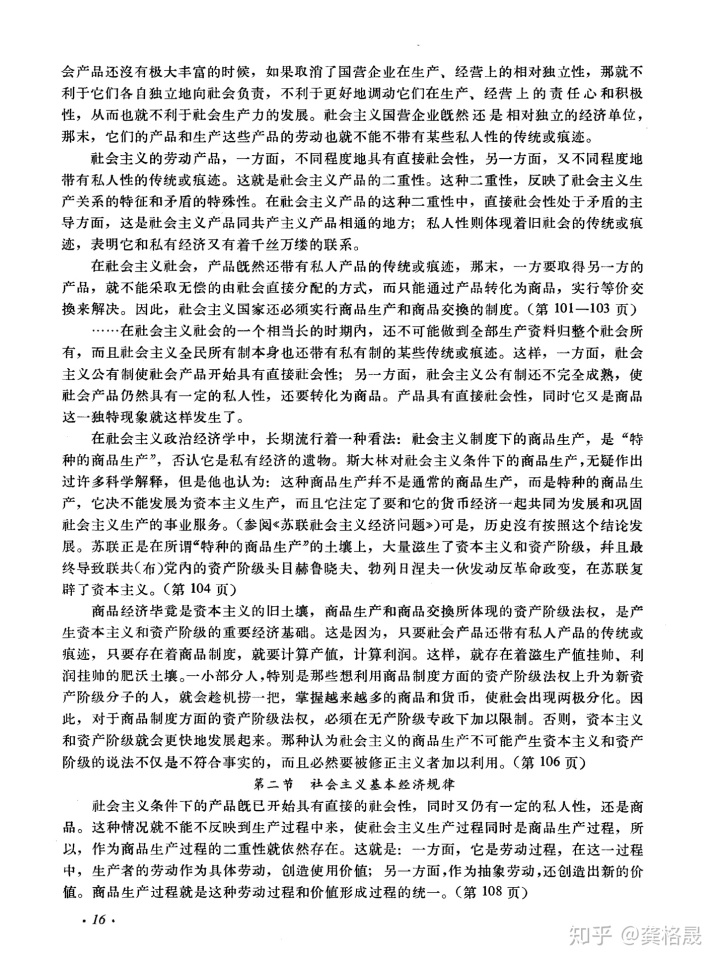 会产品还沒有极大丰富的时候，如果取消了国营企业在生产、经营上的相对独立性，那就不
利于它们各自独立地向社会负责，不利于更好地调动它们在生产、经营上的责任心和积极
性，从而也就不利于社会生产力的发展。社会主义国营企业旣然还是相对独立的经济单位，
那末，它们的产品和生产这些产品的劳动也就不能不带有某些私人性的传统或痕迹。
社会主义的劳动产品，一方面，不同程度地具有直接社会性，另一方面，又不同程度地
带有私人性的传统或痕迹。这就是社会主义产品的二重性。这种二重性，反映了社会主义生
产关系的特征和矛盾的特殊性。在社会主义产品的这种二重性中，直接社会性处于矛盾的主
导方面，这是社会主义产品同共产主义产品相通的地方；私人性则体现着旧社会的传统或痕
迹，表明它和私有经济又有着千丝万缕的联系。
在社会主义社会，产品旣然还带有私人产品的传统或痕迹，那末，一方要取得另一方的
产品，就不能采取无偿的由社会直接分配的方式，而只能通过产品转化为商品，实行等价交
换来解决。因此，社会主义国家还必须实行商品生产和商品交换的制度。（第 101—103 页）
……在社会主义社会的一个相当长的时期内，还不可能做到全部生产资料归整个社会所
有，而且社会主义全民所有制本身也还带有私有制的某些传统或痕迹。这样，一方面，社会
主义公有制使社会产品开始具有直接社会性；另一方面，社会主义公有制还不完全成熟，使
社会产品仍然具有一定的私人性，还要转化为商品。产品具有直接社会性，同时它又是商品
这一独特现象就这样发生了。
在社会主义政治经济学中，长期流行着一种看法：社会主义制度下的商品生产，是“特
种的商品生产”，否认它是私有经济的遗物。斯大林对社会主义条件下的商品生产，无疑作出
过许多科学解释，但是他也认为：这种商品生产幷不是通常的商品生产，而是特种的商品生
产，它决不能发展为资本主义生产，而且它注定了要和它的货币经济一起共同为发展和巩固
社会主义生产的事业服务。（参阅《苏联社会主义经济问题》）可是，历史沒有按照这个结论发
展。苏联正是在所谓“特种的商品生产”的土壤上，大量滋生了资本主义和资产阶级，幷且最
终导致联共（布）党内的资产阶级头目赫鲁晓夫、勃列日涅夫一伙发动反革命政变，在苏联复
辟了资本主义。（第 104 页）
商品经济毕竟是资本主义的旧土壤，商品生产和商品交换所体现的资产阶级法权，是产
生资本主义和资产阶级的重要经济基础。这是因为，只要社会产品还带有私人产品的传统或
痕迹，只要存在着商品制度，就要计算产值，计算利润。这样，就存在着滋生产值挂帅、利
润挂帅的肥沃土壤。一小部分人，特别是那些想利用商品制度方面的资产阶级法权上升为新资
产阶级分子的人，就会趁机捞一把，掌握越来越多的商品和货币，使社会出现两极分化。因
此，对于商品制度方面的资产阶级法权，必须在无产阶级专政下加以限制。否则，资本主义
和资产阶级就会更快地发展起来。那种认为社会主义的商品生产不可能产生资本主义和资产
阶级的说法不仅是不符合事实的，而且必然要被修正主义者加以利用。（第 106 页）
第二节　社会主义基本经济规律
社会主义条件下的产品旣已开始具有直接的社会性，同时又仍有一定的私人性，还是商
品。这种情况就不能不反映到生产过程中来，使社会主义生产过程同时是商品生产过程，所
以，作为商品生产过程的二重性就依然存在。这就是：一方面，它是劳动过程，在这一过程
中，生产者的劳动作为具体劳动，创造使用价值；另一方面，作为抽象劳动，还创造出新的价
值。商品生产过程就是这种劳动过程和价值形成过程的统一。（第 108 页）
· 16 ·
知乎 @龚格晟